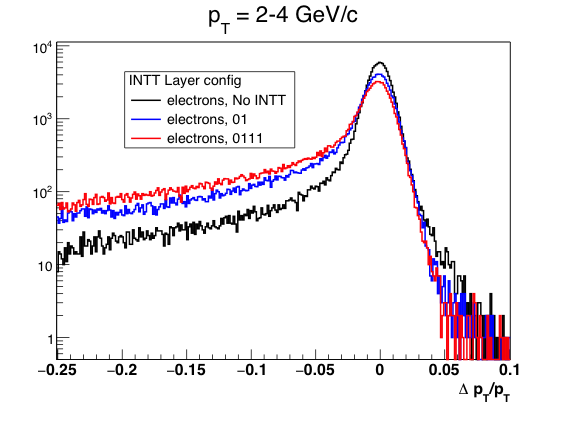 p_T = 2-4 GeV/c
10^4
INTT Layer config
electrons, No INTT
electrons, 01
electrons, 0111
10^3
10^2
10
1
−0.25 −0.2 −0.15 −0.1 −0.05 0 0.05 0.1
Δ p_T/p_T